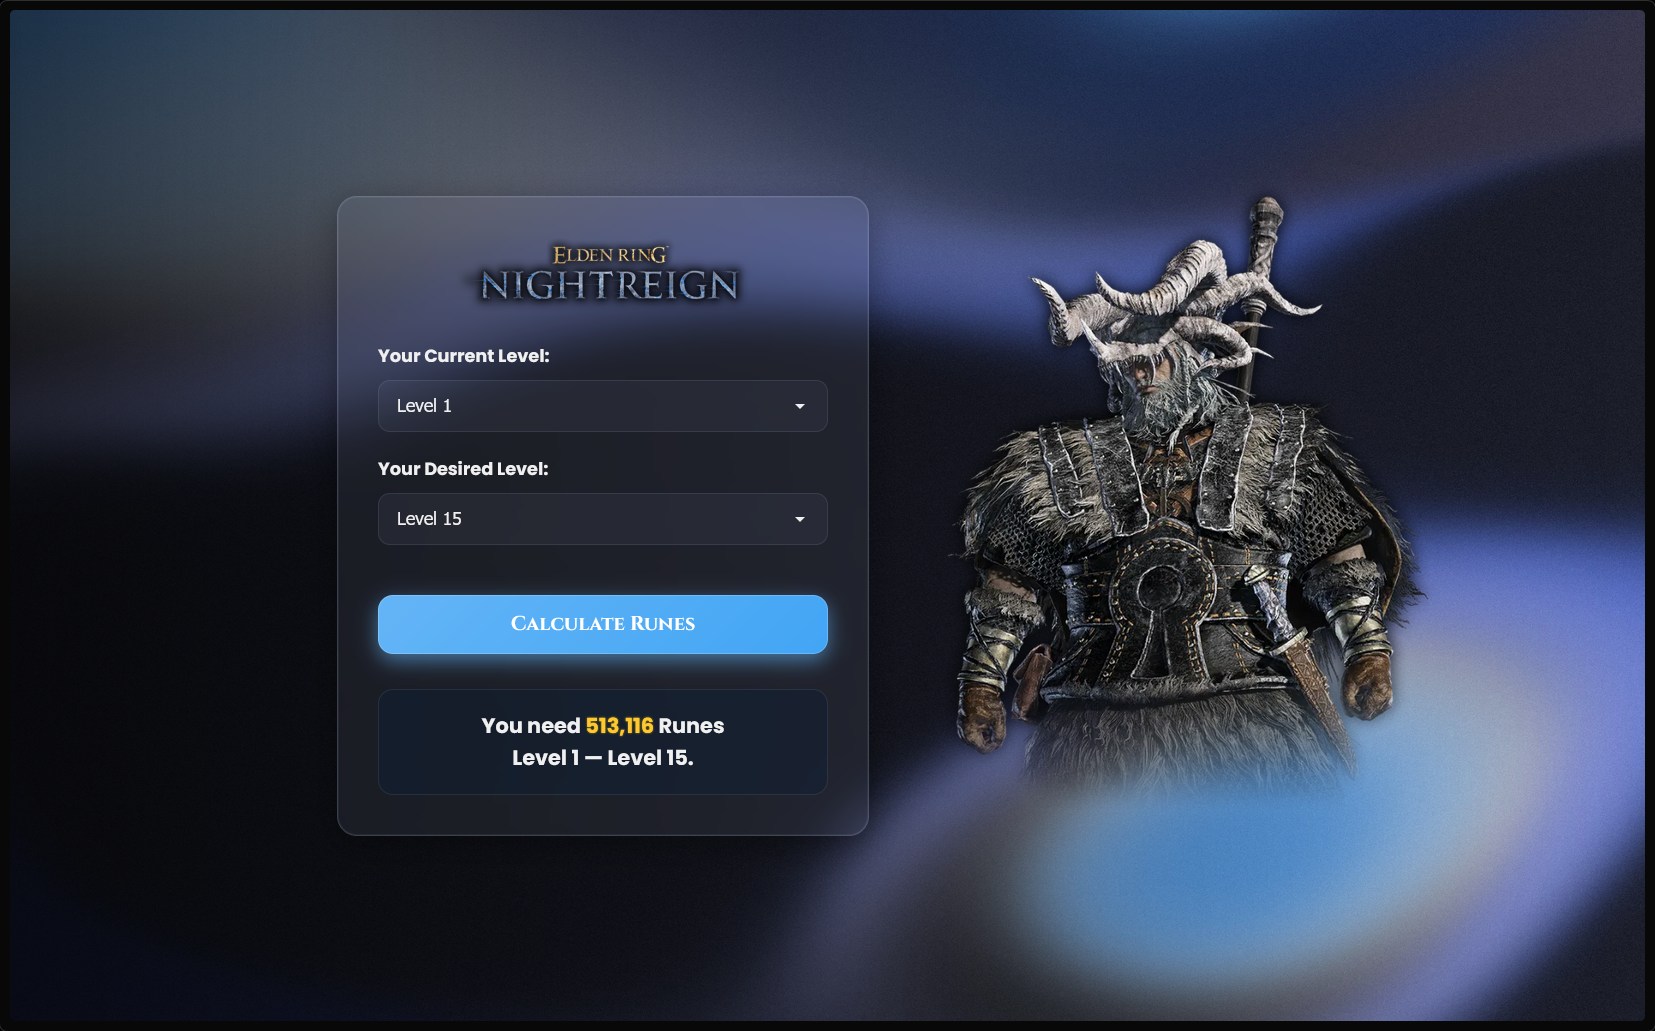 ELDEN RING
NIGHTREIGN
Your Current Level:
Level 1
Your Desired Level:
Level 15
Calculate Runes
You need 513,116 Runes
Level 1 — Level 15.